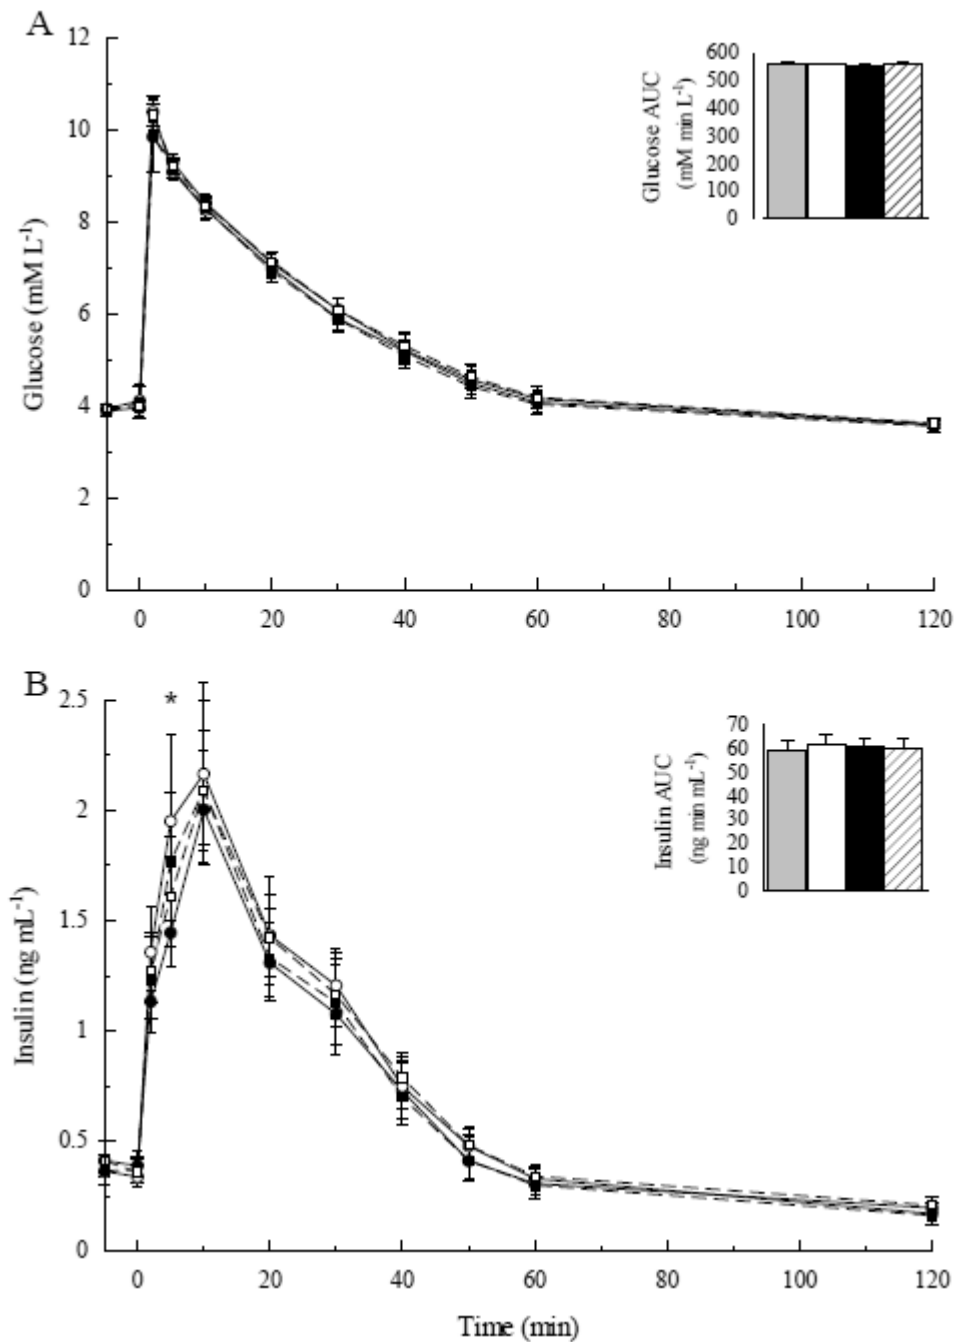 A
12
10
8
6
4
2
0
Glucose (mM L⁻¹)
0 20 40 60 80 100 120
Glucose AUC
(mM min L⁻¹)
600
500
400
300
200
100
0
B
*
2.5
2
1.5
1
0.5
0
Insulin (ng mL⁻¹)
0 20 40 60 80 100 120
Time (min)
Insulin AUC
(ng min mL⁻¹)
70
60
50
40
30
20
10
0